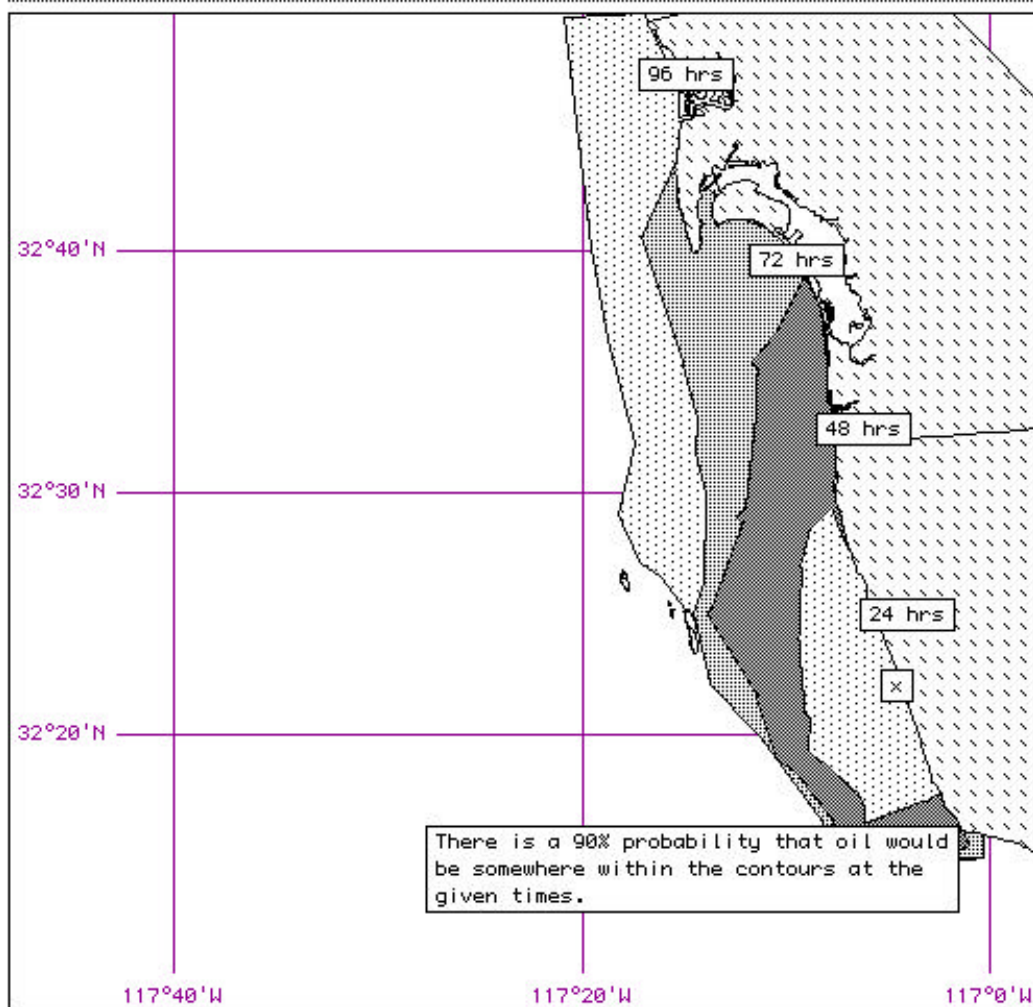 96 hrs
32°40'N
72 hrs
48 hrs
32°30'N
24 hrs
x
32°20'N
There is a 90% probability that oil would
be somewhere within the contours at the
given times.
117°40'W
117°20'W
117°0'W